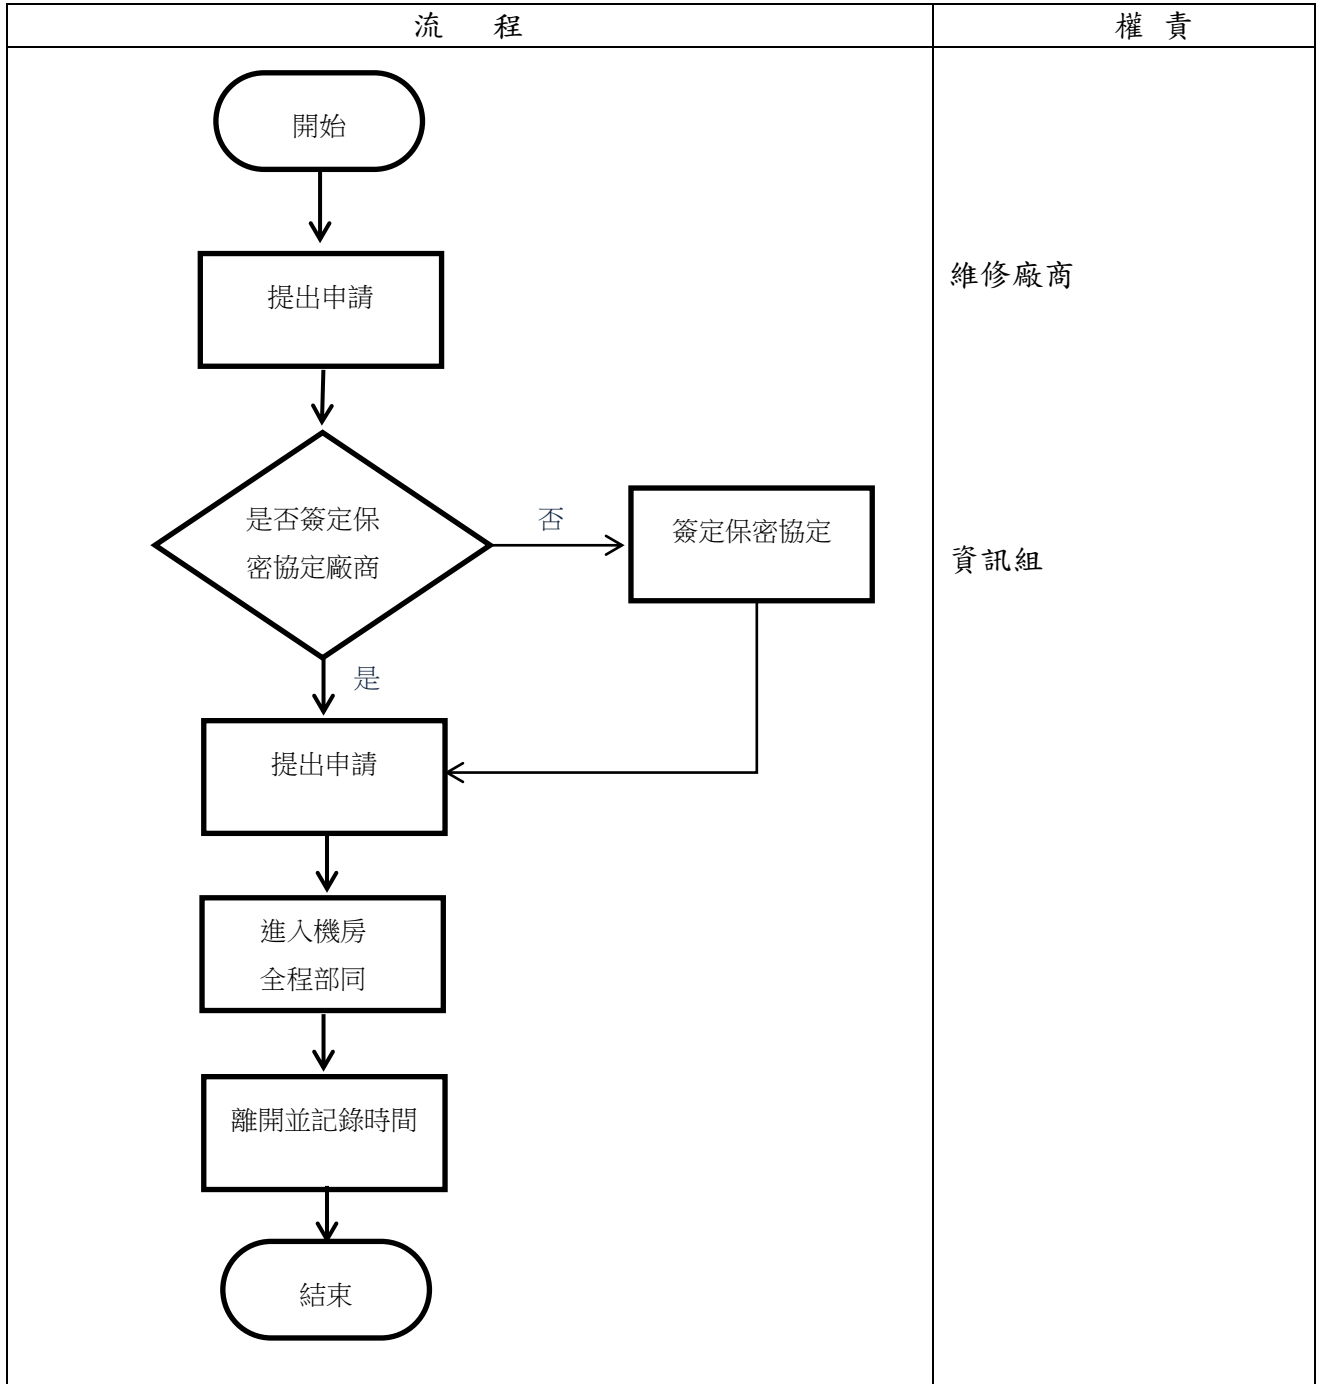 流 程
權 責
開始
提出申請
維修廠商
是否簽定保
密協定廠商
否
簽定保密協定
資訊組
是
提出申請
進入機房
全程部同
離開並記錄時間
結束